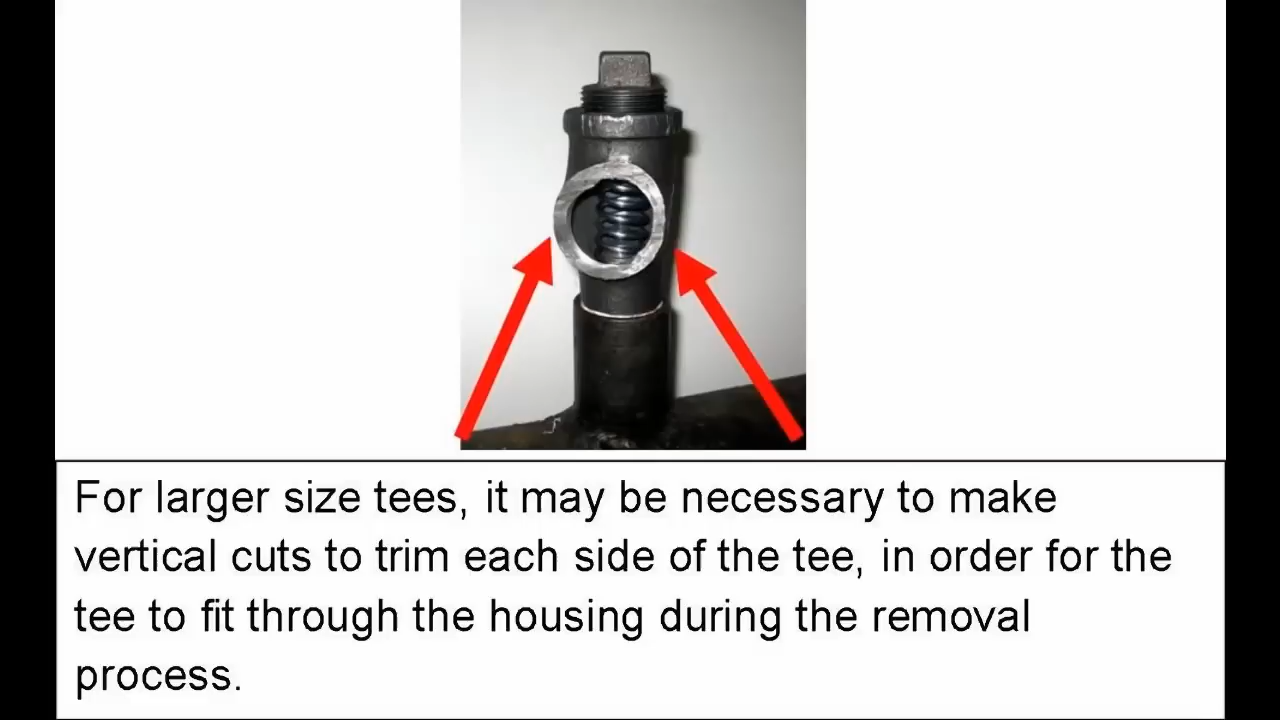 For larger size tees, it may be necessary to make
vertical cuts to trim each side of the tee, in order for the
tee to fit through the housing during the removal
process.